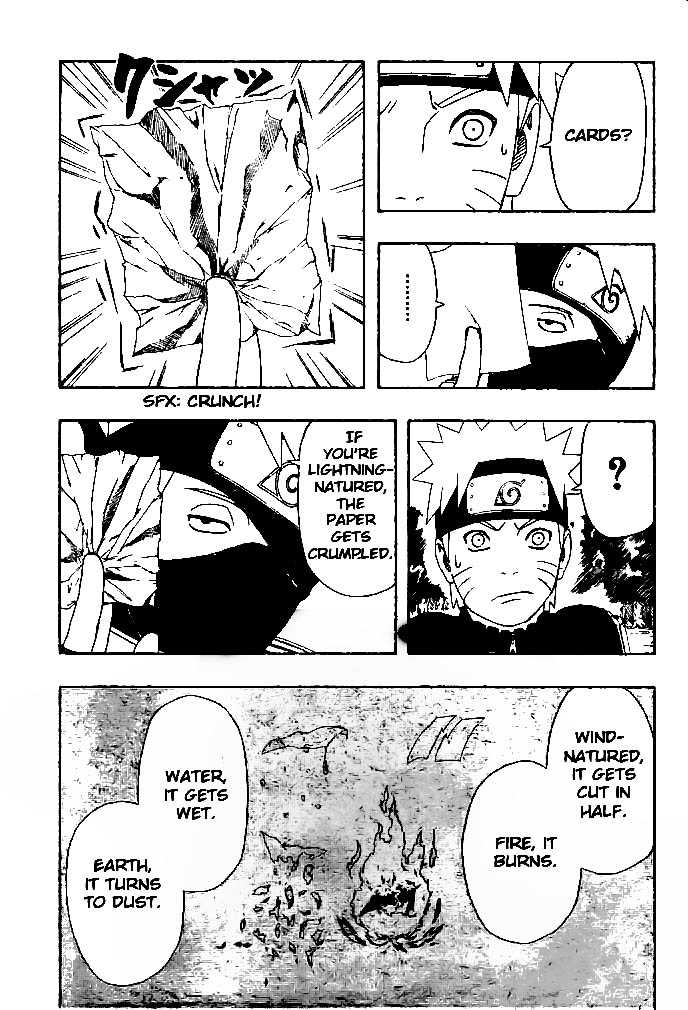 CARDS?
.........
クシャッ
SFX: CRUNCH!
?
IF
YOU'RE
LIGHTNING-
NATURED,
THE
PAPER
GETS
CRUMPLED.
WIND-
NATURED,
IT GETS
CUT IN
HALF.
FIRE, IT
BURNS.
WATER,
IT GETS
WET.
EARTH,
IT TURNS
TO DUST.